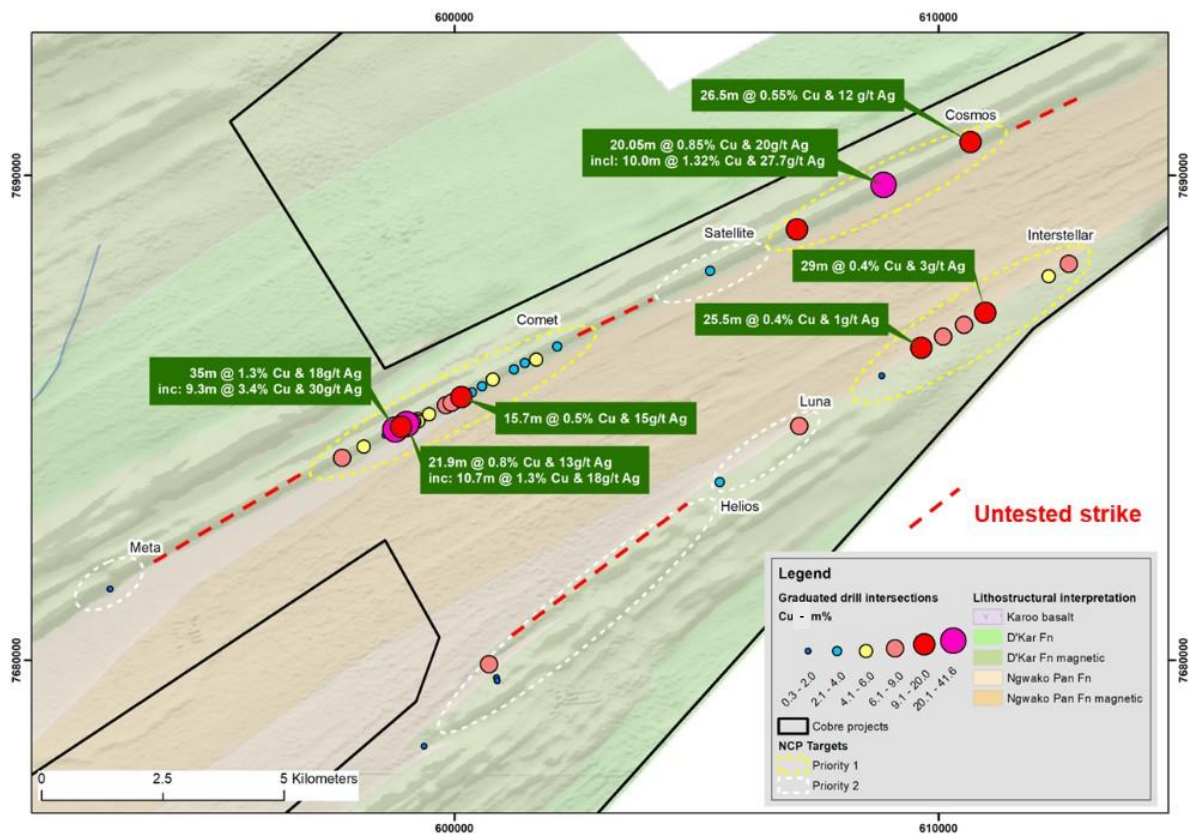 600000
610000
26.5m @ 0.55% Cu & 12 g/t Ag
Cosmos
20.05m @ 0.85% Cu & 20g/t Ag
incl: 10.0m @ 1.32% Cu & 27.7g/t Ag
7690000
7690000
Satellite
Interstellar
29m @ 0.4% Cu & 3g/t Ag
Comet
25.5m @ 0.4% Cu & 1g/t Ag
35m @ 1.3% Cu & 18g/t Ag
inc: 9.3m @ 3.4% Cu & 30g/t Ag
Luna
15.7m @ 0.5% Cu & 15g/t Ag
21.9m @ 0.8% Cu & 13g/t Ag
inc: 10.7m @ 1.3% Cu & 18g/t Ag
Helios
Untested strike
Meta
Legend
Graduated drill intersections
Cu - m%
0.3 - 2.0
2.1 - 4.0
4.1 - 6.0
6.1 - 9.0
9.1 - 20.0
20.1 - 41.6
Cobre projects
NCP Targets
Priority 1
Priority 2
Lithostructural interpretation
Karoo basalt
D'Kar Fn
D'Kar Fn magnetic
Ngwako Pan Fn
Ngwako Pan Fn magnetic
7680000
7680000
0 2.5 5 Kilometers
600000
610000